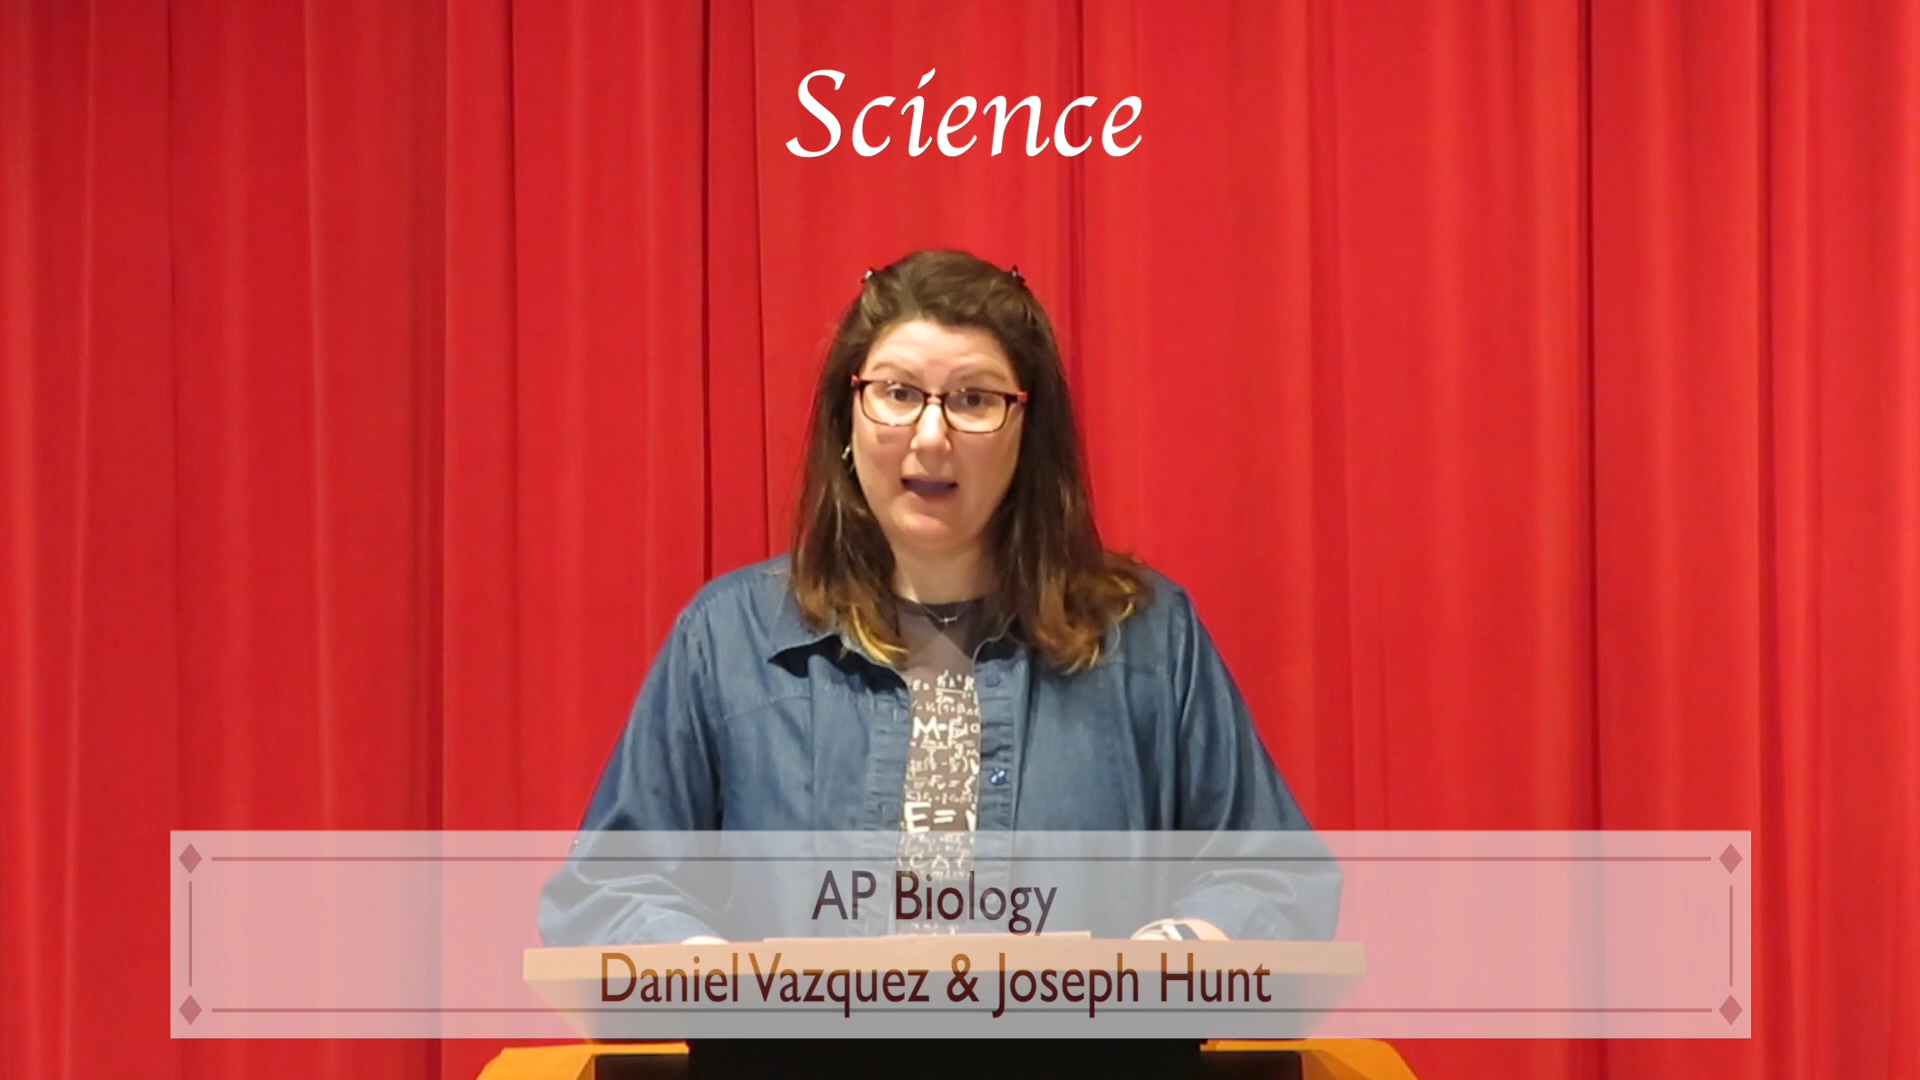 Science
M=
E=
AP Biology
Daniel Vazquez & Joseph Hunt